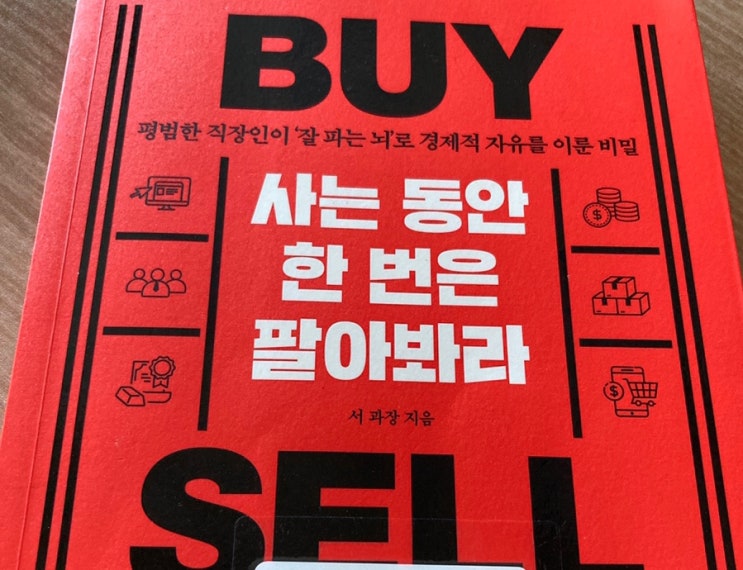 BUY
평범한 직장인이 '잘 파는 뇌'로 경제적 자유를 이룬 비밀
사는 동안
한 번은
팔아봐라
서 과장 지음
SELL